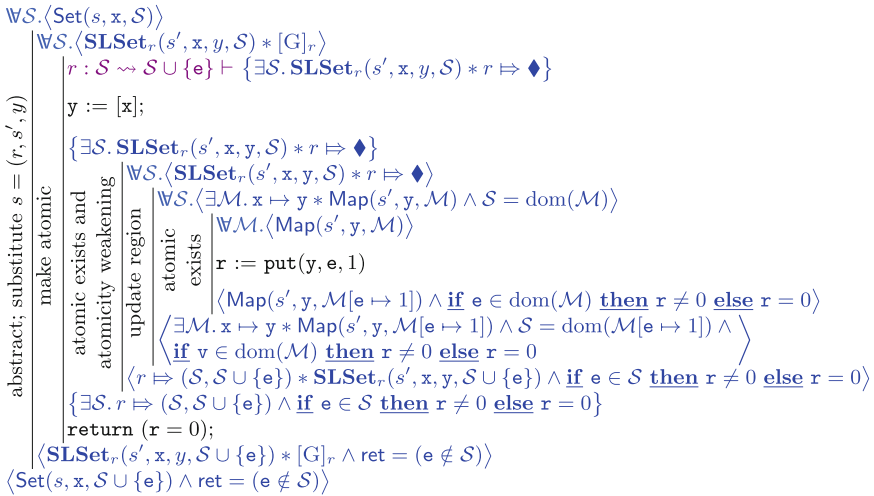 ∀𝒮.⟨Set(s, x, 𝒮)⟩
∀𝒮.⟨SLSet_r(s′, x, y, 𝒮) ∗ [G]_r⟩
r : 𝒮 ⇝ 𝒮 ∪ {e} ⊢ {∃𝒮. SLSet_r(s′, x, y, 𝒮) ∗ r ⤇ ♦}
y := [x];
{∃𝒮. SLSet_r(s′, x, y, 𝒮) ∗ r ⤇ ♦}
∀𝒮.⟨SLSet_r(s′, x, y, 𝒮) ∗ r ⤇ ♦⟩
∀𝒮.⟨∃ℳ. x ↦ y ∗ Map(s′, y, ℳ) ∧ 𝒮 = dom(ℳ)⟩
∀ℳ.⟨Map(s′, y, ℳ)⟩
r := put(y, e, 1)
⟨Map(s′, y, ℳ[e ↦ 1]) ∧ if e ∈ dom(ℳ) then r ≠ 0 else r = 0⟩
⟨∃ℳ. x ↦ y ∗ Map(s′, y, ℳ[e ↦ 1]) ∧ 𝒮 = dom(ℳ[e ↦ 1]) ∧
if v ∈ dom(ℳ) then r ≠ 0 else r = 0⟩
⟨r ⤇ (𝒮, 𝒮 ∪ {e}) ∗ SLSet_r(s′, x, y, 𝒮 ∪ {e}) ∧ if e ∈ 𝒮 then r ≠ 0 else r = 0⟩
{∃𝒮. r ⤇ (𝒮, 𝒮 ∪ {e}) ∧ if e ∈ 𝒮 then r ≠ 0 else r = 0}
return (r = 0);
⟨SLSet_r(s′, x, y, 𝒮 ∪ {e}) ∗ [G]_r ∧ ret = (e ∉ 𝒮)⟩
⟨Set(s, x, 𝒮 ∪ {e}) ∧ ret = (e ∉ 𝒮)⟩
abstract; substitute s = (r, s′, y)
make atomic
atomic exists and
atomicity weakening
update region
atomic
exists